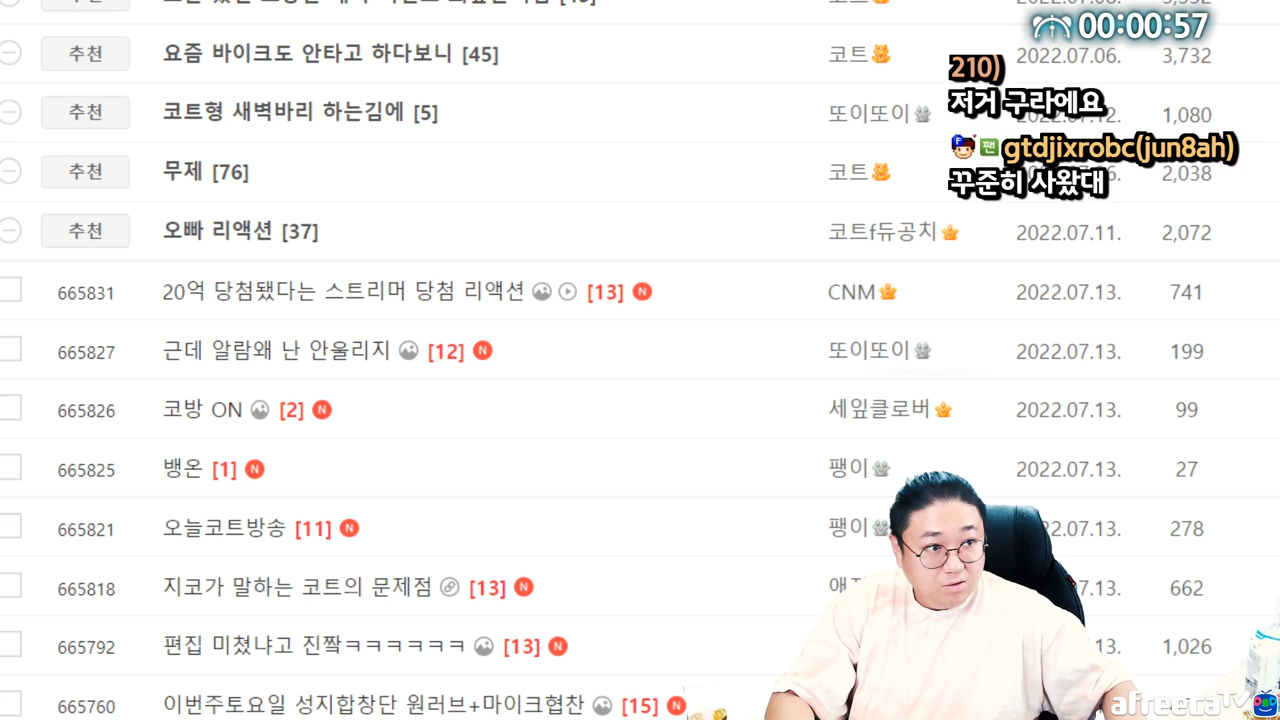 00:00:57
추천 요즘 바이크도 안타고 하다보니 [45] 코트 2022.07.06. 3,732
210)
저거 구라에요
추천 코트형 새벽바리 하는김에 [5] 또이또이 1,080
팬 gtdjixrobc(jun8ah)
꾸준히 사왔대
추천 무제 [76] 코트 2,038
추천 오빠 리액션 [37] 코트f듀공치 2022.07.11. 2,072
665831 20억 당첨됐다는 스트리머 당첨 리액션 [13] N CNM 2022.07.13. 741
665827 근데 알람왜 난 안울리지 [12] N 또이또이 2022.07.13. 199
665826 코방 ON [2] N 세잎클로버 2022.07.13. 99
665825 뱅온 [1] N 팽이 2022.07.13. 27
665821 오늘코트방송 [11] N 팽이 22.07.13. 278
665818 지코가 말하는 코트의 문제점 [13] N 7.13. 662
665792 편집 미쳤냐고 진짴ㅋㅋㅋㅋㅋㅋ [13] N 13. 1,026
665760 이번주토요일 성지합창단 원러브+마이크협찬 [15] N
afreecaTV